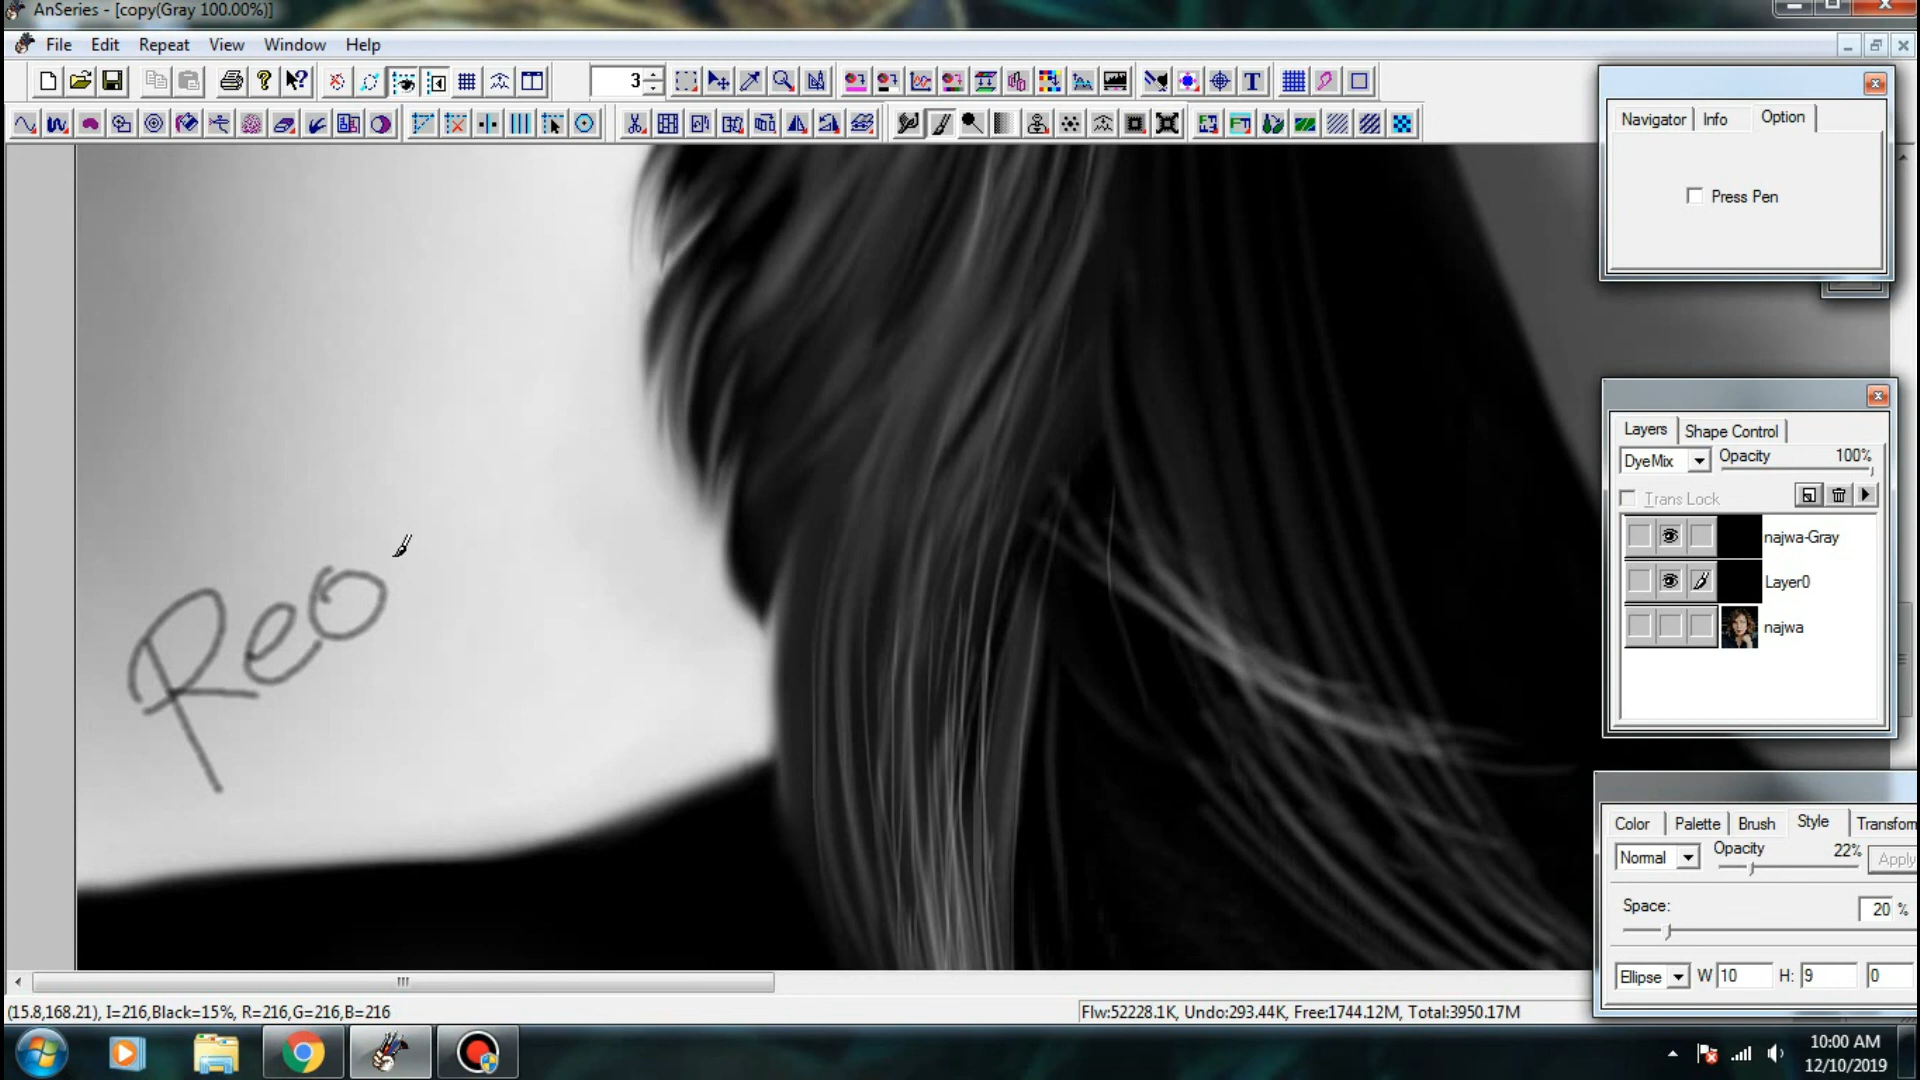 AnSeries - [copy(Gray 100.00%)]
File Edit Repeat View Window Help
3
Navigator Info Option
Press Pen
Layers Shape Control
DyeMix Opacity 100%
Trans Lock
najwa-Gray
Layer0
najwa
Reo
Color Palette Brush Style Transfom
Normal Opacity 22% Apply
Space: 20 %
Ellipse W 10 H: 9 0
(15.8,168.21), I=216,Black=15%, R=216,G=216,B=216 Flw:52228.1K, Undo:293.44K, Free:1744.12M, Total:3950.17M
10:00 AM
12/10/2019